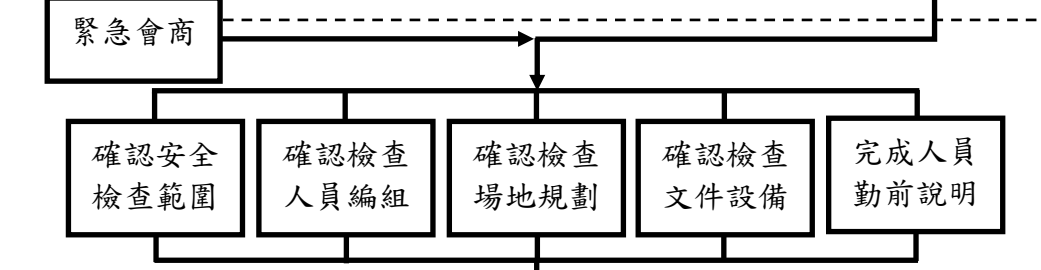 緊急會商
確認安全
檢查範圍
確認檢查
人員編組
確認檢查
場地規劃
確認檢查
文件設備
完成人員
勤前說明